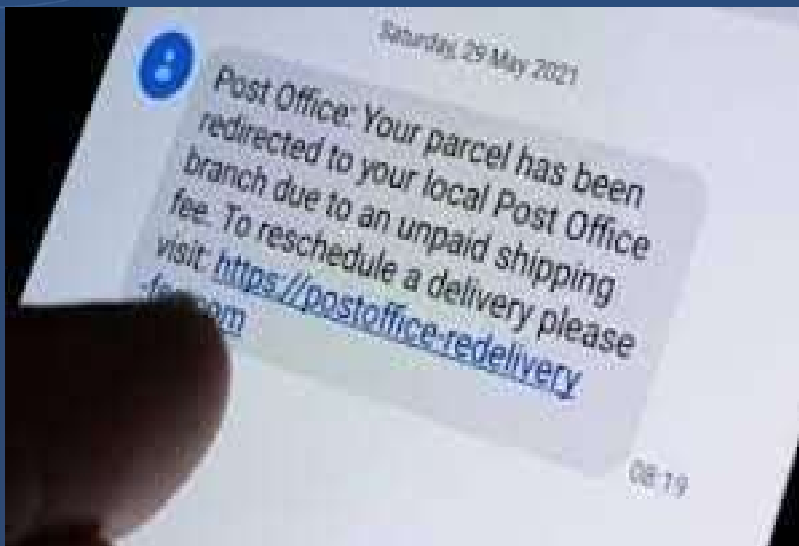 Saturday, 29 May 2021
Post Office: Your parcel has been
redirected to your local Post Office
branch due to an unpaid shipping
fee. To reschedule a delivery please
visit: https://postoffice-redelivery
08:19